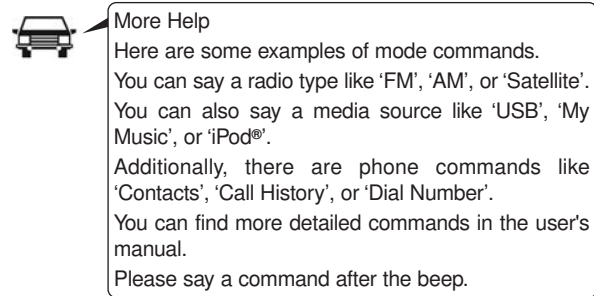 More Help
Here are some examples of mode commands.
You can say a radio type like ‘FM’, ‘AM’, or ‘Satellite’.
You can also say a media source like ‘USB’, ‘My
Music’, or ‘iPod®’.
Additionally, there are phone commands like
‘Contacts’, ‘Call History’, or ‘Dial Number’.
You can find more detailed commands in the user's
manual.
Please say a command after the beep.